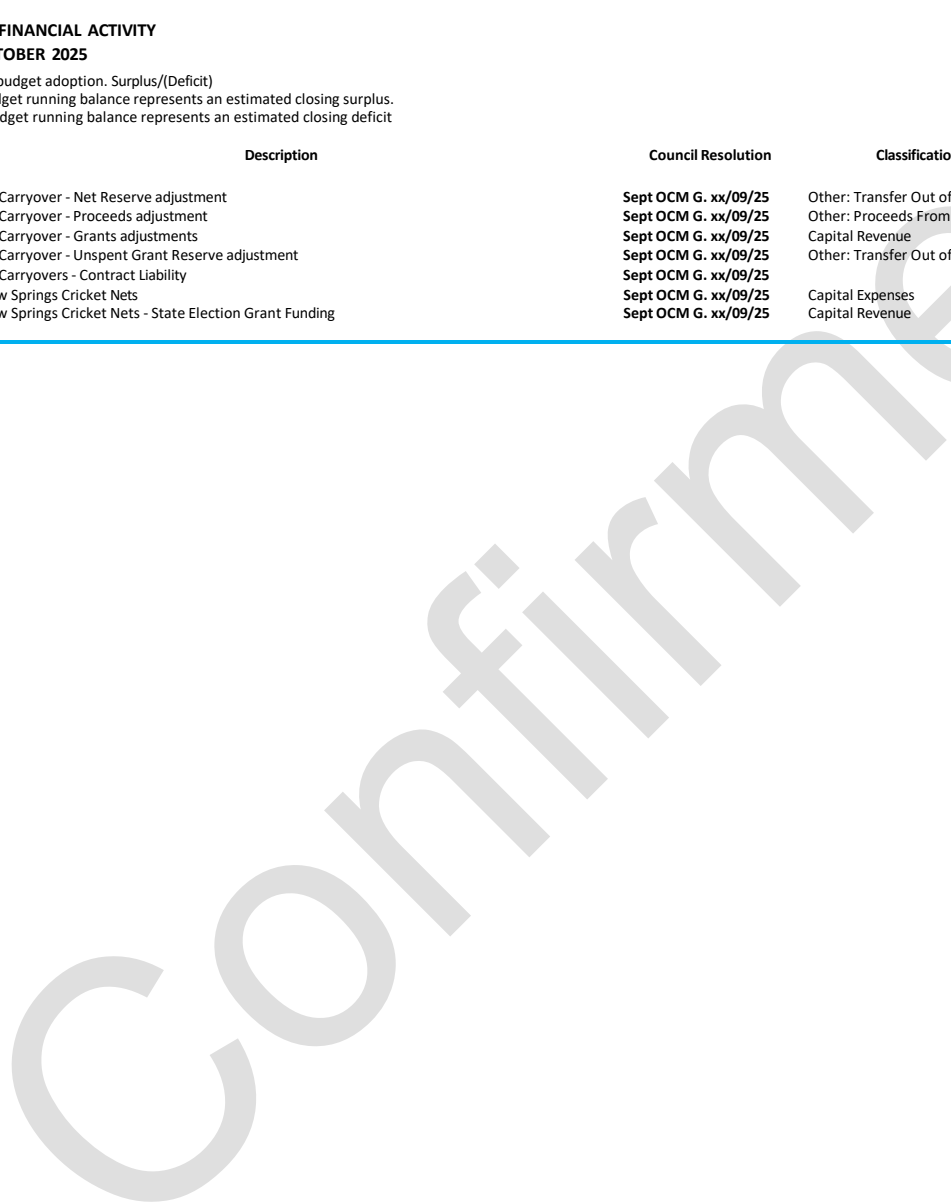 FINANCIAL ACTIVITY
TOBER 2025
budget adoption. Surplus/(Deficit)
lget running balance represents an estimated closing surplus.
dget running balance represents an estimated closing deficit
Description Council Resolution Classificatio
Carryover - Net Reserve adjustment Sept OCM G. xx/09/25 Other: Transfer Out of
Carryover - Proceeds adjustment Sept OCM G. xx/09/25 Other: Proceeds From
Carryover - Grants adjustments Sept OCM G. xx/09/25 Capital Revenue
Carryover - Unspent Grant Reserve adjustment Sept OCM G. xx/09/25 Other: Transfer Out of
Carryovers - Contract Liability Sept OCM G. xx/09/25
w Springs Cricket Nets Sept OCM G. xx/09/25 Capital Expenses
w Springs Cricket Nets - State Election Grant Funding Sept OCM G. xx/09/25 Capital Revenue
Confirme